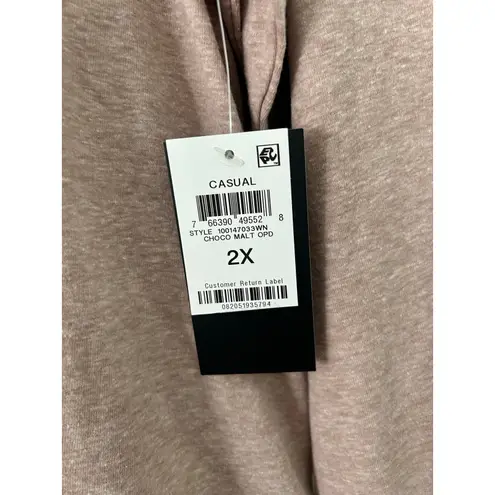 CASUAL
7 66390 49552 8
STYLE 100147033WN
CHOCO MALT OPD
2X
Customer Return Label
082051935794